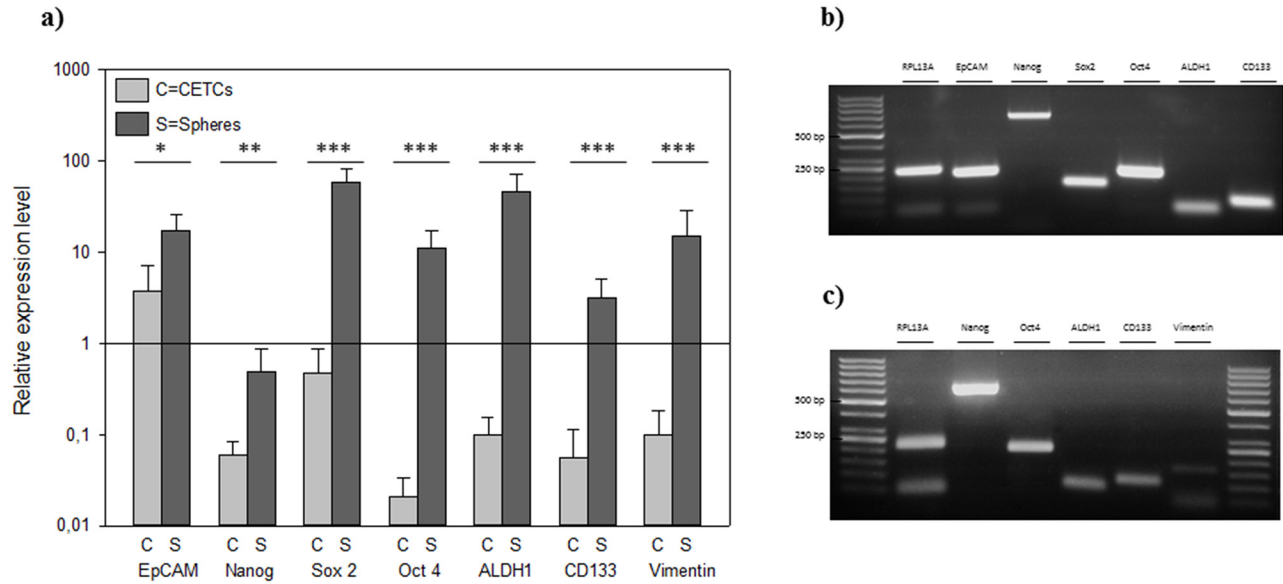 a)
1000
100
10
1
0,1
0,01
Relative expression level
C=CETCs
S=Spheres
* ** *** *** *** *** ***
C S C S C S C S C S C S C S
EpCAM Nanog Sox 2 Oct 4 ALDH1 CD133 Vimentin
b)
RPL13A EpCAM Nanog Sox2 Oct4 ALDH1 CD133
500 bp
250 bp
c)
RPL13A Nanog Oct4 ALDH1 CD133 Vimentin
500 bp
250 bp